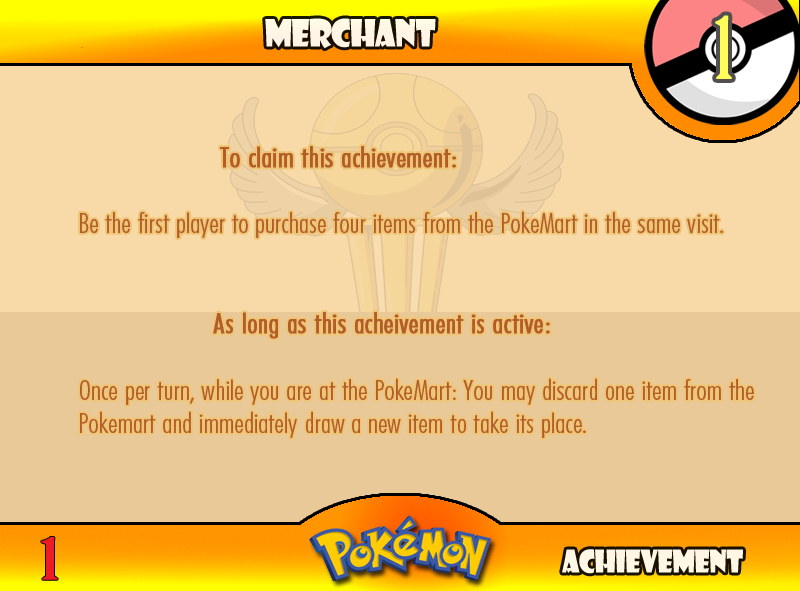 MERCHANT
1
To claim this achievement:
Be the first player to purchase four items from the PokeMart in the same visit.
As long as this acheivement is active:
Once per turn, while you are at the PokeMart: You may discard one item from the
Pokemart and immediately draw a new item to take its place.
1
POKéMON
ACHIEVEMENT